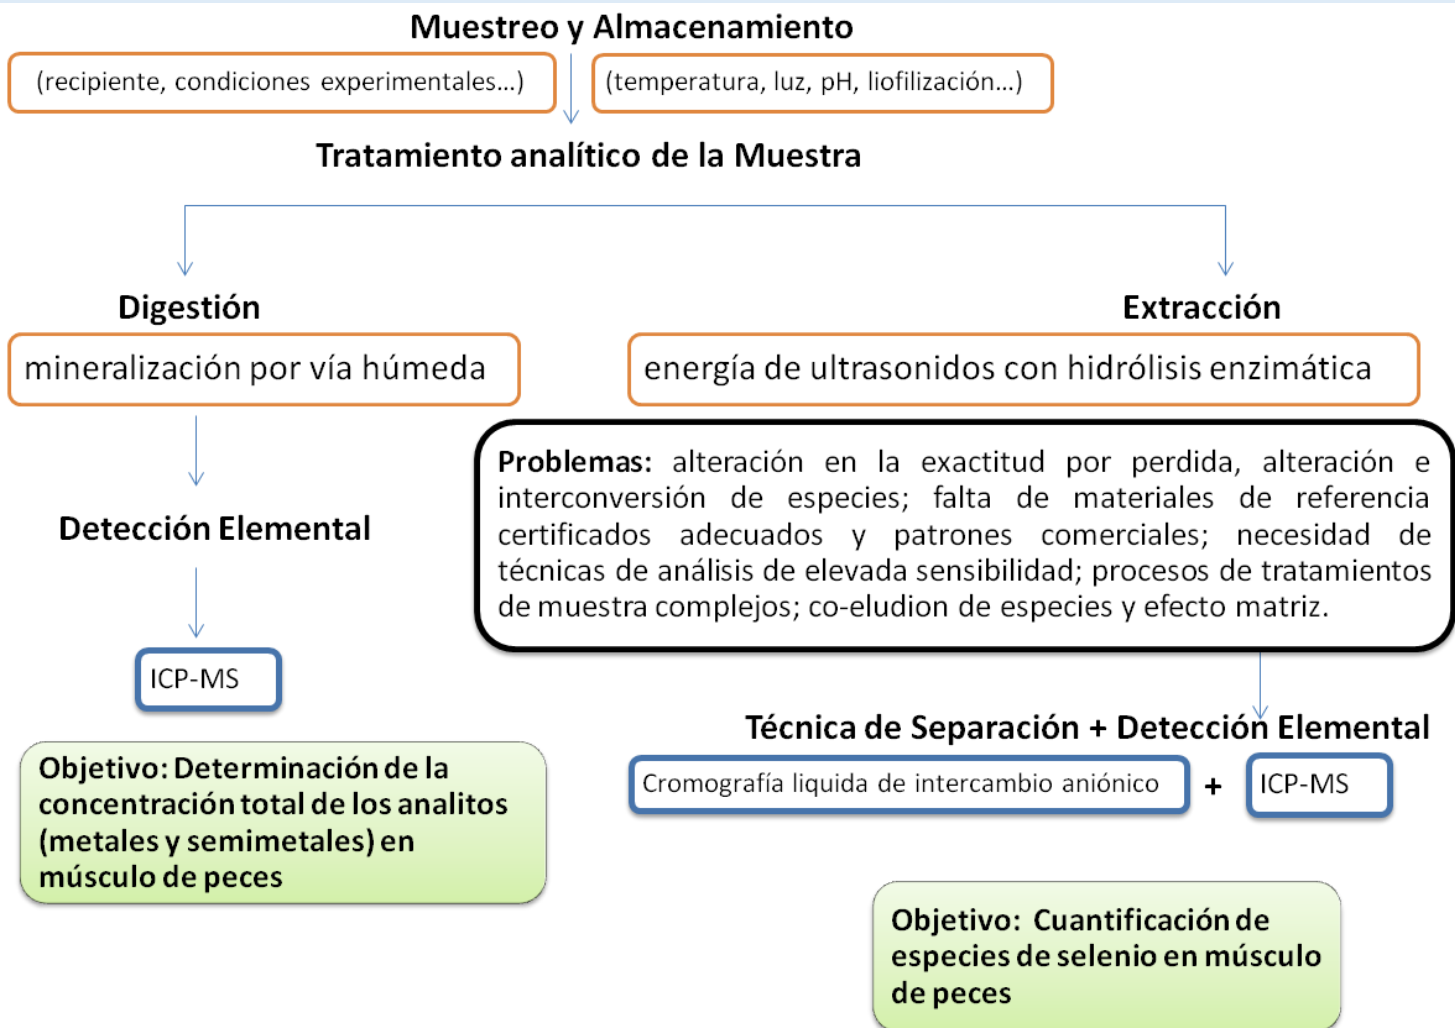 Muestreo y Almacenamiento
(recipiente, condiciones experimentales...)
(temperatura, luz, pH, liofilización...)
Tratamiento analítico de la Muestra
Digestión
mineralización por vía húmeda
Detección Elemental
ICP-MS
Objetivo: Determinación de la
concentración total de los analitos
(metales y semimetales) en
músculo de peces
Extracción
energía de ultrasonidos con hidrólisis enzimática
Problemas: alteración en la exactitud por perdida, alteración e
interconversión de especies; falta de materiales de referencia
certificados adecuados y patrones comerciales; necesidad de
técnicas de análisis de elevada sensibilidad; procesos de tratamientos
de muestra complejos; co-eludion de especies y efecto matriz.
Técnica de Separación + Detección Elemental
Cromografía liquida de intercambio aniónico
+
ICP-MS
Objetivo: Cuantificación de
especies de selenio en músculo
de peces